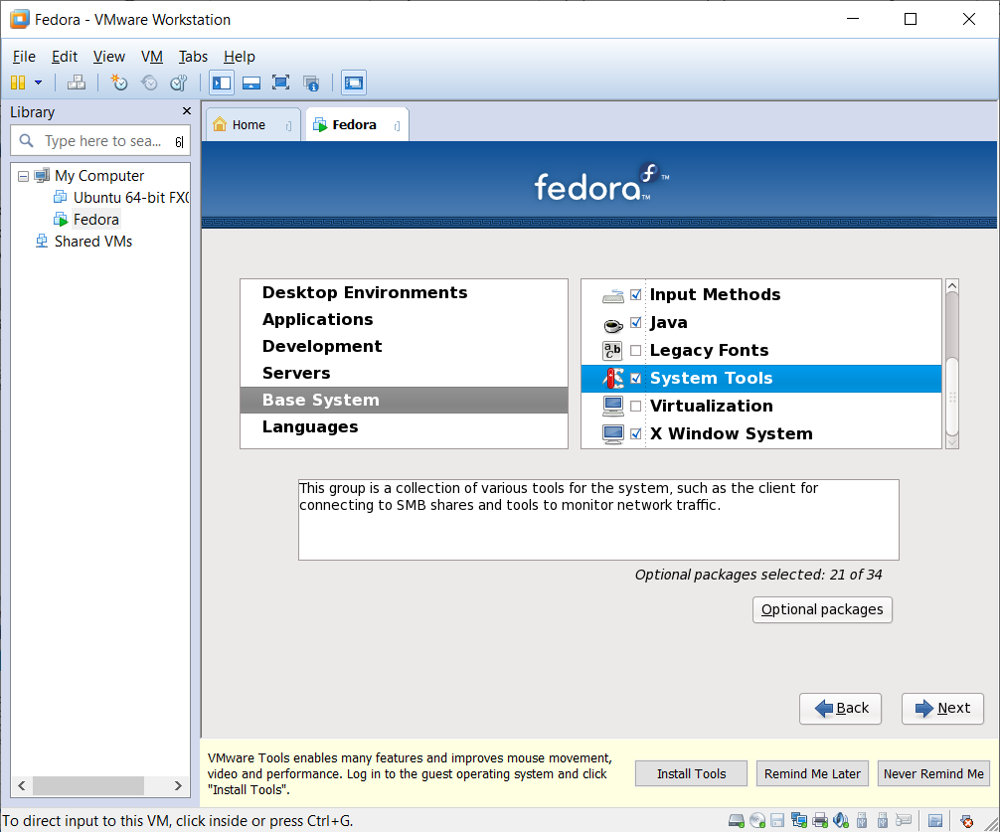 Fedora - VMware Workstation
File Edit View VM Tabs Help
Library
Type here to sea...
My Computer
Ubuntu 64-bit FX
Fedora
Shared VMs
Home
Fedora
fedora™
™
Desktop Environments
Applications
Development
Servers
Base System
Languages
Input Methods
Java
Legacy Fonts
System Tools
Virtualization
X Window System
This group is a collection of various tools for the system, such as the client for
connecting to SMB shares and tools to monitor network traffic.
Optional packages selected: 21 of 34
Optional packages
Back
Next
VMware Tools enables many features and improves mouse movement,
video and performance. Log in to the guest operating system and click
"Install Tools".
Install Tools
Remind Me Later
Never Remind Me
To direct input to this VM, click inside or press Ctrl+G.